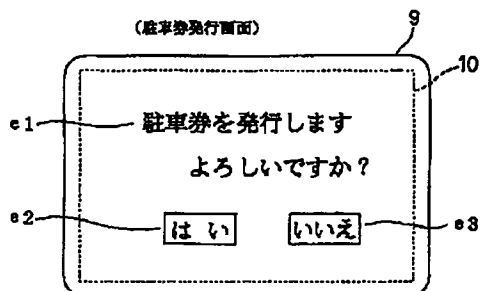 (駐車券発行画面)
9
10
e1
駐車券を発行します
よろしいですか?
e2
はい
いいえ
e3